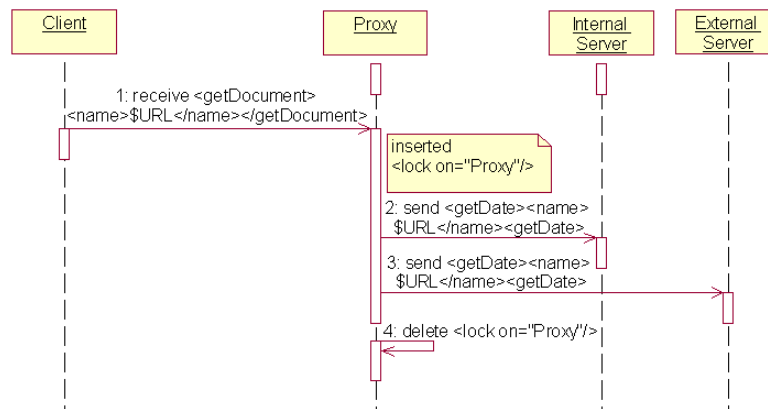 Client
Proxy
Internal
Server
External
Server
1: receive <getDocument>
<name>$URL</name></getDocument>
inserted
<lock on="Proxy"/>
2: send <getDate><name>
$URL</name><getDate>
3: send <getDate><name>
$URL</name><getDate>
4: delete <lock on="Proxy"/>